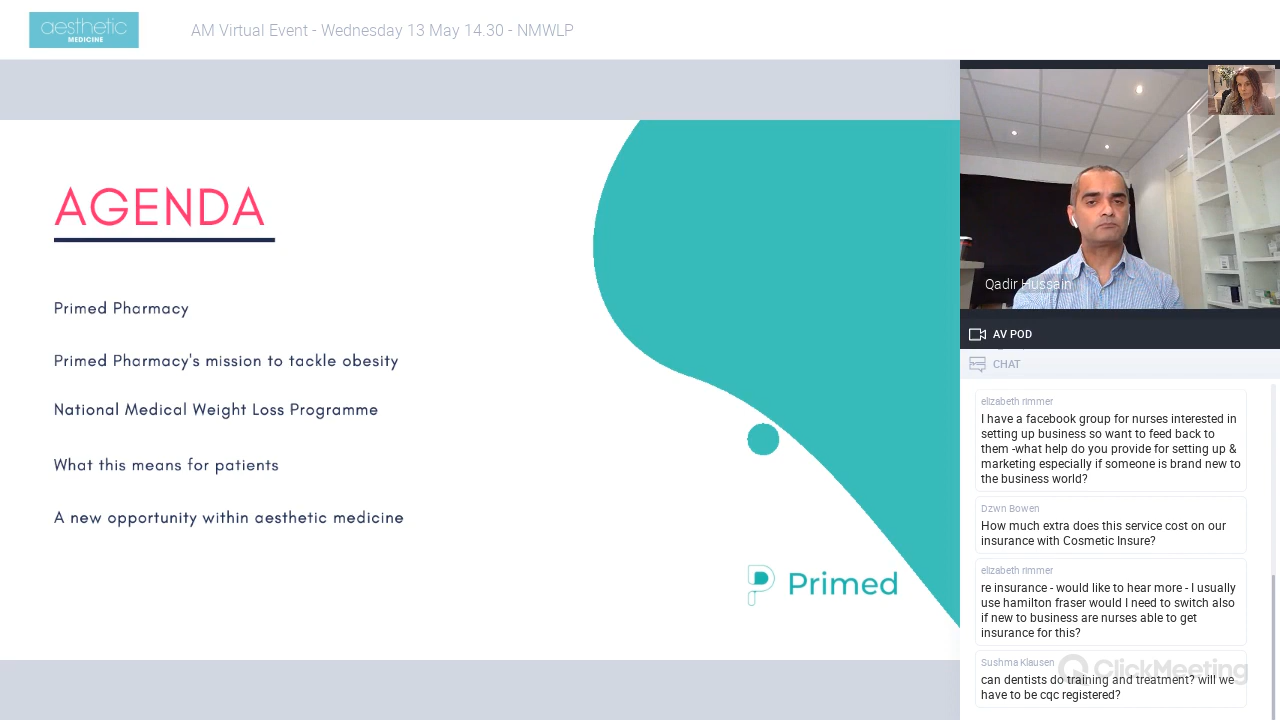 aesthetic
MEDICINE
AM Virtual Event - Wednesday 13 May 14.30 - NMWLP
AGENDA
Primed Pharmacy
Primed Pharmacy's mission to tackle obesity
National Medical Weight Loss Programme
What this means for patients
A new opportunity within aesthetic medicine
Primed
Qadir Hussain
AV POD
CHAT
elizabeth rimmer
I have a facebook group for nurses interested in
setting up business so want to feed back to
them -what help do you provide for setting up &
marketing especially if someone is brand new to
the business world?
Dzwn Bowen
How much extra does this service cost on our
insurance with Cosmetic Insure?
elizabeth rimmer
re insurance - would like to hear more - I usually
use hamilton fraser would I need to switch also
if new to business are nurses able to get
insurance for this?
Sushma Klausen
can dentists do training and treatment? will we
have to be cqc registered?
ClickMeeting